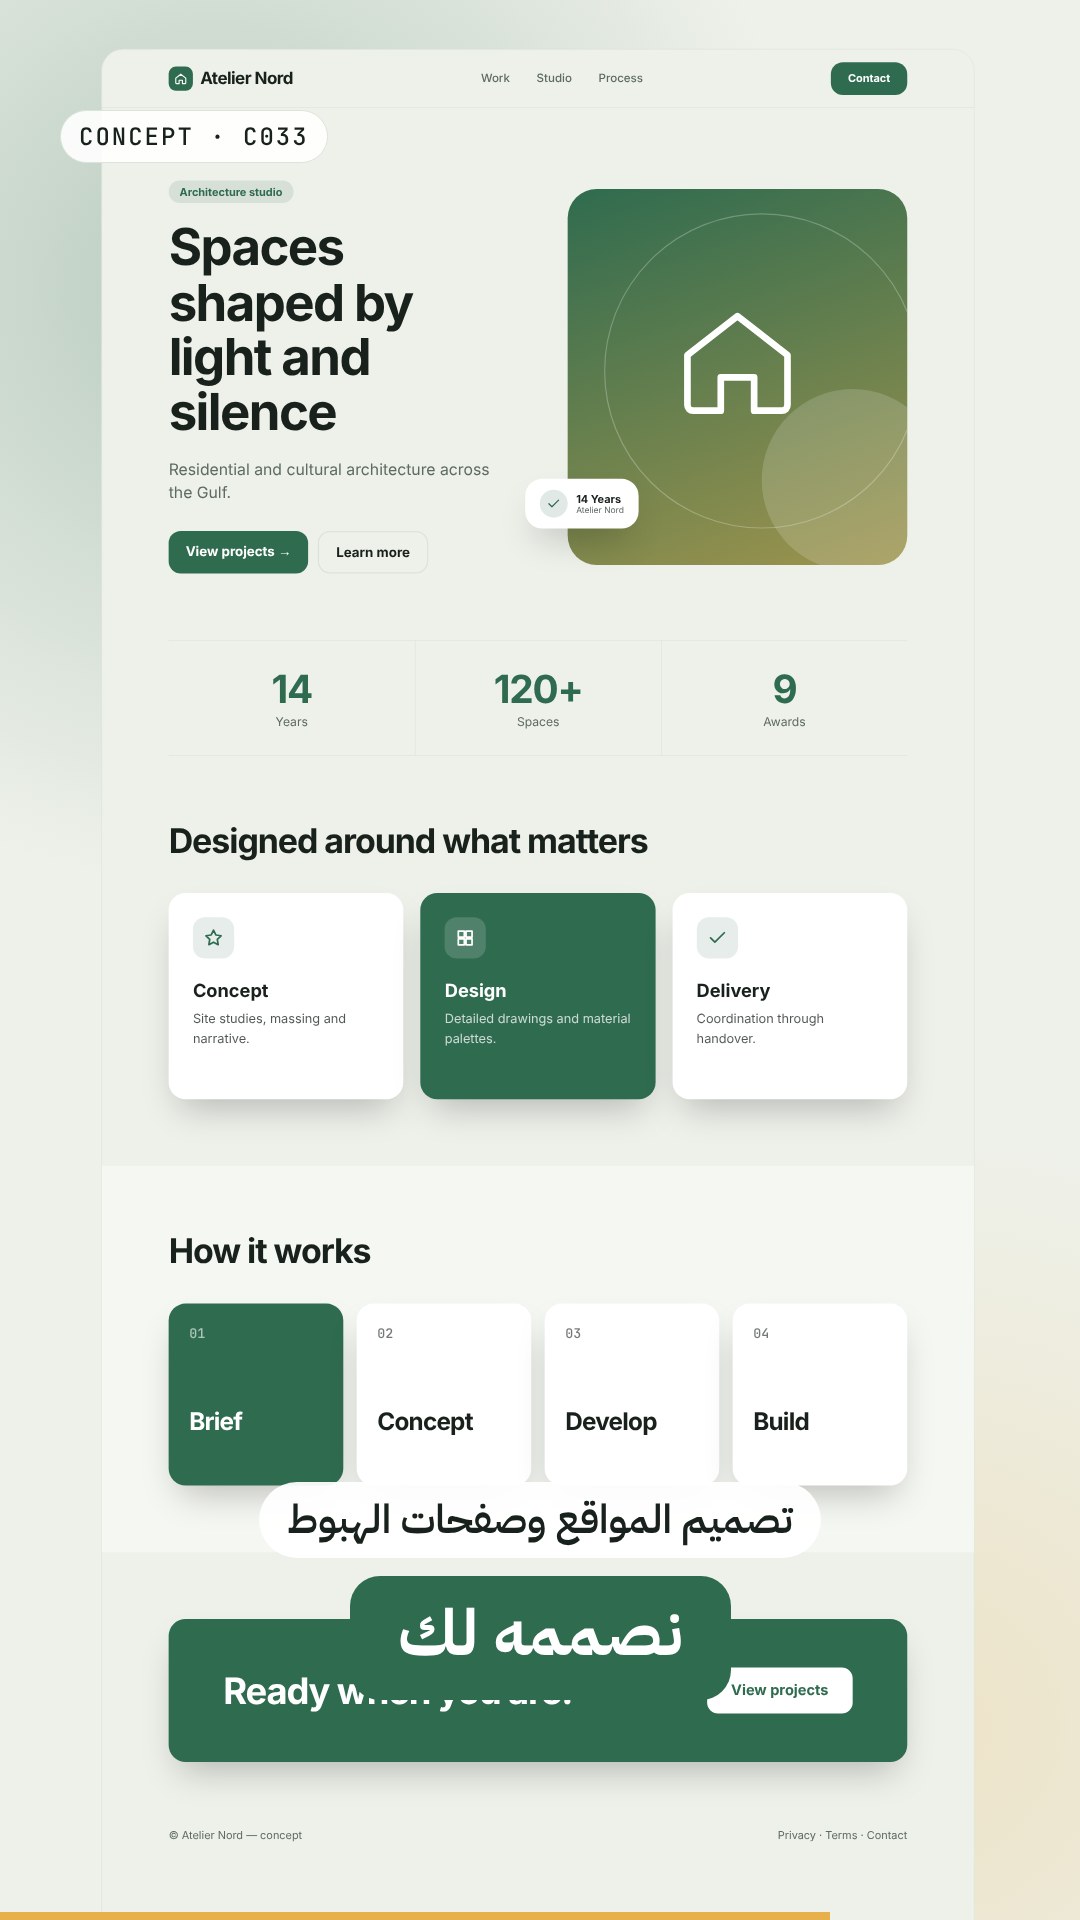 Atelier Nord
Work Studio Process
Contact
CONCEPT · C033
Architecture studio
Spaces
shaped by
light and
silence
Residential and cultural architecture across
the Gulf.
View projects →
Learn more
14 Years
Atelier Nord
14
Years
120+
Spaces
9
Awards
Designed around what matters
Concept
Site studies, massing and
narrative.
Design
Detailed drawings and material
palettes.
Delivery
Coordination through
handover.
How it works
01
Brief
02
Concept
03
Develop
04
Build
تصميم المواقع وصفحات الهبوط
نصممه لك
Ready when you are.
View projects
© Atelier Nord — concept
Privacy · Terms · Contact